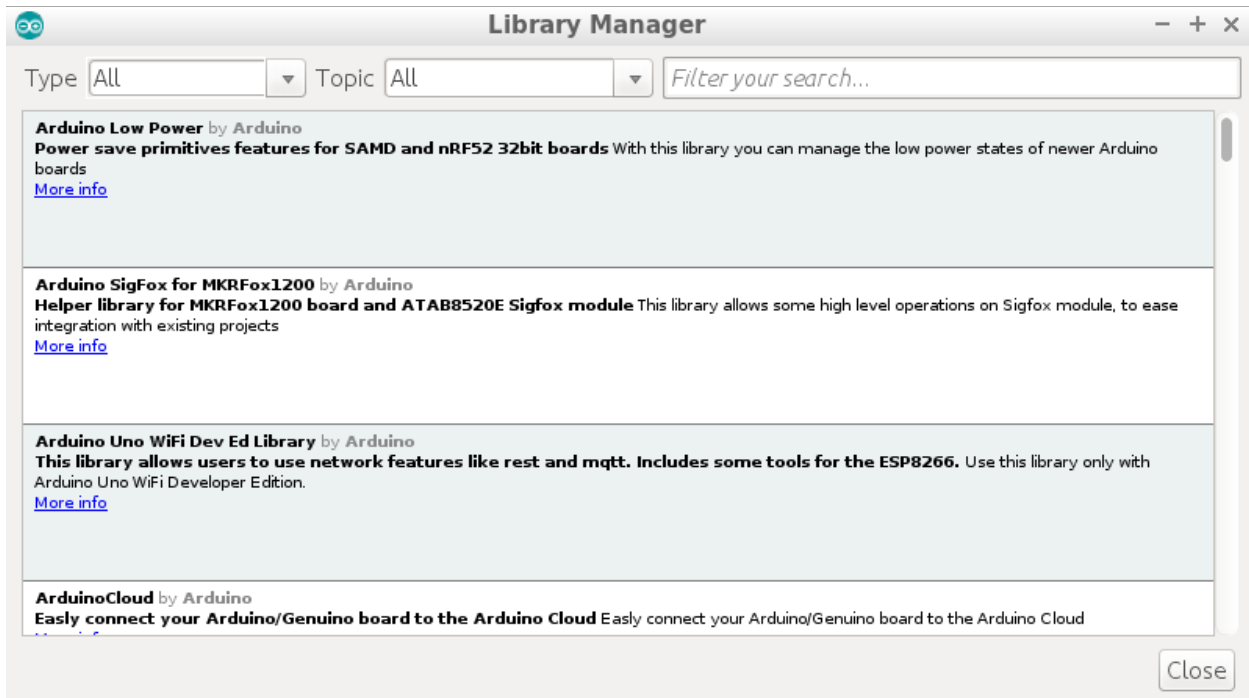 Library Manager
Type All Topic All Filter your search...
Arduino Low Power by Arduino
Power save primitives features for SAMD and nRF52 32bit boards With this library you can manage the low power states of newer Arduino
boards
More info
Arduino SigFox for MKRFox1200 by Arduino
Helper library for MKRFox1200 board and ATAB8520E Sigfox module This library allows some high level operations on Sigfox module, to ease
integration with existing projects
More info
Arduino Uno WiFi Dev Ed Library by Arduino
This library allows users to use network features like rest and mqtt. Includes some tools for the ESP8266. Use this library only with
Arduino Uno WiFi Developer Edition.
More info
ArduinoCloud by Arduino
Easly connect your Arduino/Genuino board to the Arduino Cloud Easly connect your Arduino/Genuino board to the Arduino Cloud
Close